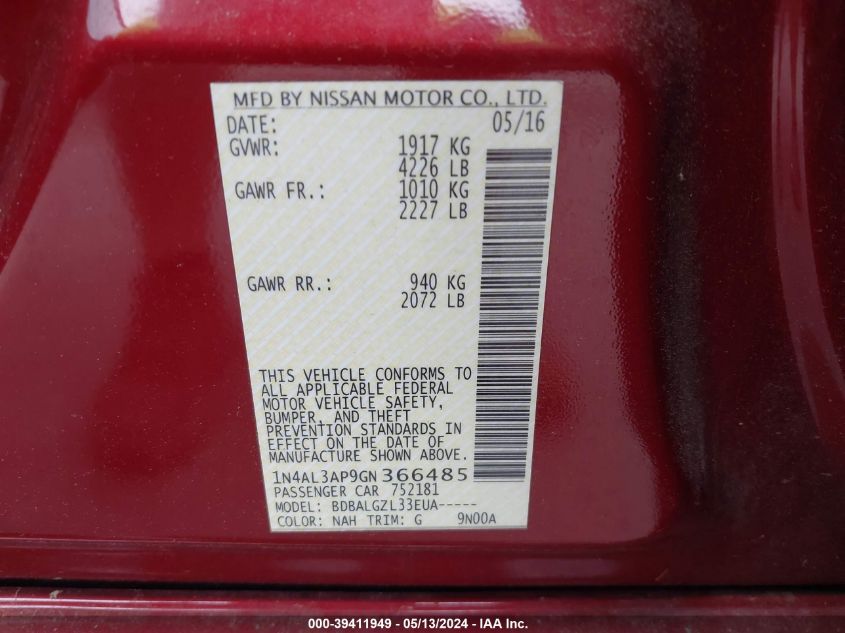 MFD BY NISSAN MOTOR CO., LTD.
DATE: 05/16
GVWR: 1917 KG
4226 LB
GAWR FR.: 1010 KG
2227 LB
GAWR RR.: 940 KG
2072 LB
THIS VEHICLE CONFORMS TO
ALL APPLICABLE FEDERAL
MOTOR VEHICLE SAFETY,
BUMPER, AND THEFT
PREVENTION STANDARDS IN
EFFECT ON THE DATE OF
MANUFACTURE SHOWN ABOVE.
1N4AL3AP9GN366485
PASSENGER CAR 752181
MODEL: BDBALGZL33EUA-----
COLOR: NAH TRIM: G 9N00A
000-39411949 - 05/13/2024 - IAA Inc.